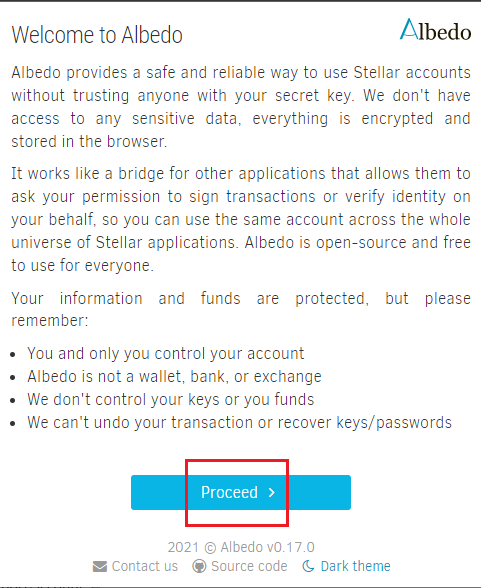 Welcome to Albedo
Albedo
Albedo provides a safe and reliable way to use Stellar accounts
without trusting anyone with your secret key. We don't have
access to any sensitive data, everything is encrypted and
stored in the browser.
It works like a bridge for other applications that allows them to
ask your permission to sign transactions or verify identity on
your behalf, so you can use the same account across the whole
universe of Stellar applications. Albedo is open-source and free
to use for everyone.
Your information and funds are protected, but please
remember:
• You and only you control your account
• Albedo is not a wallet, bank, or exchange
• We don't control your keys or you funds
• We can't undo your transaction or recover keys/passwords
Proceed >
2021 © Albedo v0.17.0
Contact us Source code Dark theme